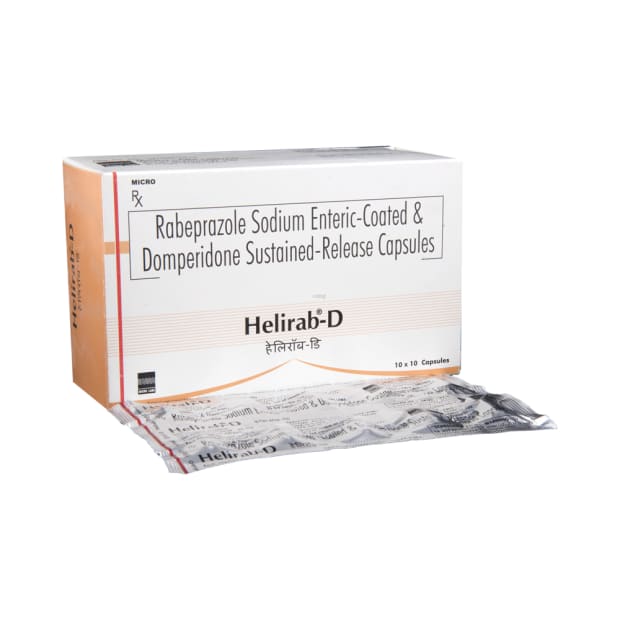 MICRO
Rx
Rabeprazole Sodium Enteric-Coated &
Domperidone Sustained-Release Capsules
Helirab®-D
हेलिरॉब-डि
10 x 10 Capsules
Helirab-D
हेलिरॉब-डि
Helirab-D